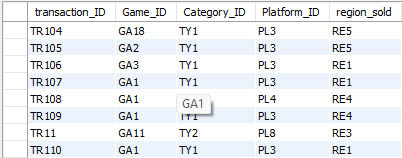 transaction_ID Game_ID Category_ID Platform_ID region_sold
TR104 GA18 TY1 PL3 RE5
TR105 GA2 TY1 PL3 RE5
TR106 GA3 TY1 PL3 RE1
TR107 GA1 TY1 PL3 RE1
TR108 GA1 GA1 PL4 RE4
TR109 GA1 TY1 PL3 RE4
TR11 GA11 TY2 PL8 RE3
TR110 GA1 TY1 PL3 RE1